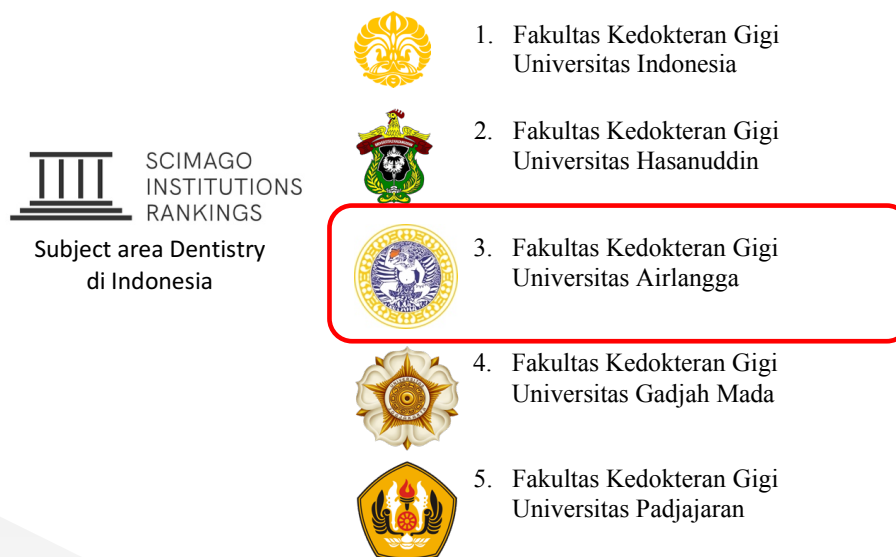 SCIMAGO
INSTITUTIONS
RANKINGS
Subject area Dentistry
di Indonesia
1. Fakultas Kedokteran Gigi
Universitas Indonesia
2. Fakultas Kedokteran Gigi
Universitas Hasanuddin
3. Fakultas Kedokteran Gigi
Universitas Airlangga
4. Fakultas Kedokteran Gigi
Universitas Gadjah Mada
5. Fakultas Kedokteran Gigi
Universitas Padjajaran